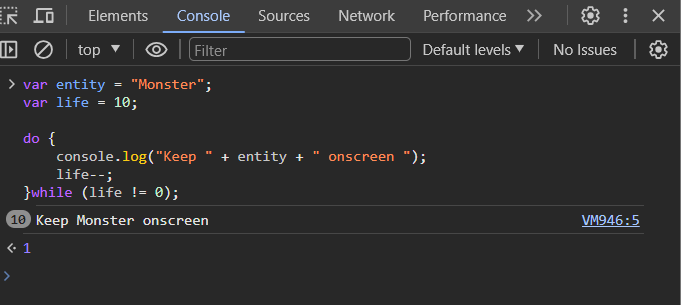 Elements Console Sources Network Performance
top Filter Default levels No Issues
var entity = "Monster";
var life = 10;
do {
console.log("Keep " + entity + " onscreen ");
life--;
}while (life != 0);
10 Keep Monster onscreen VM946:5
1